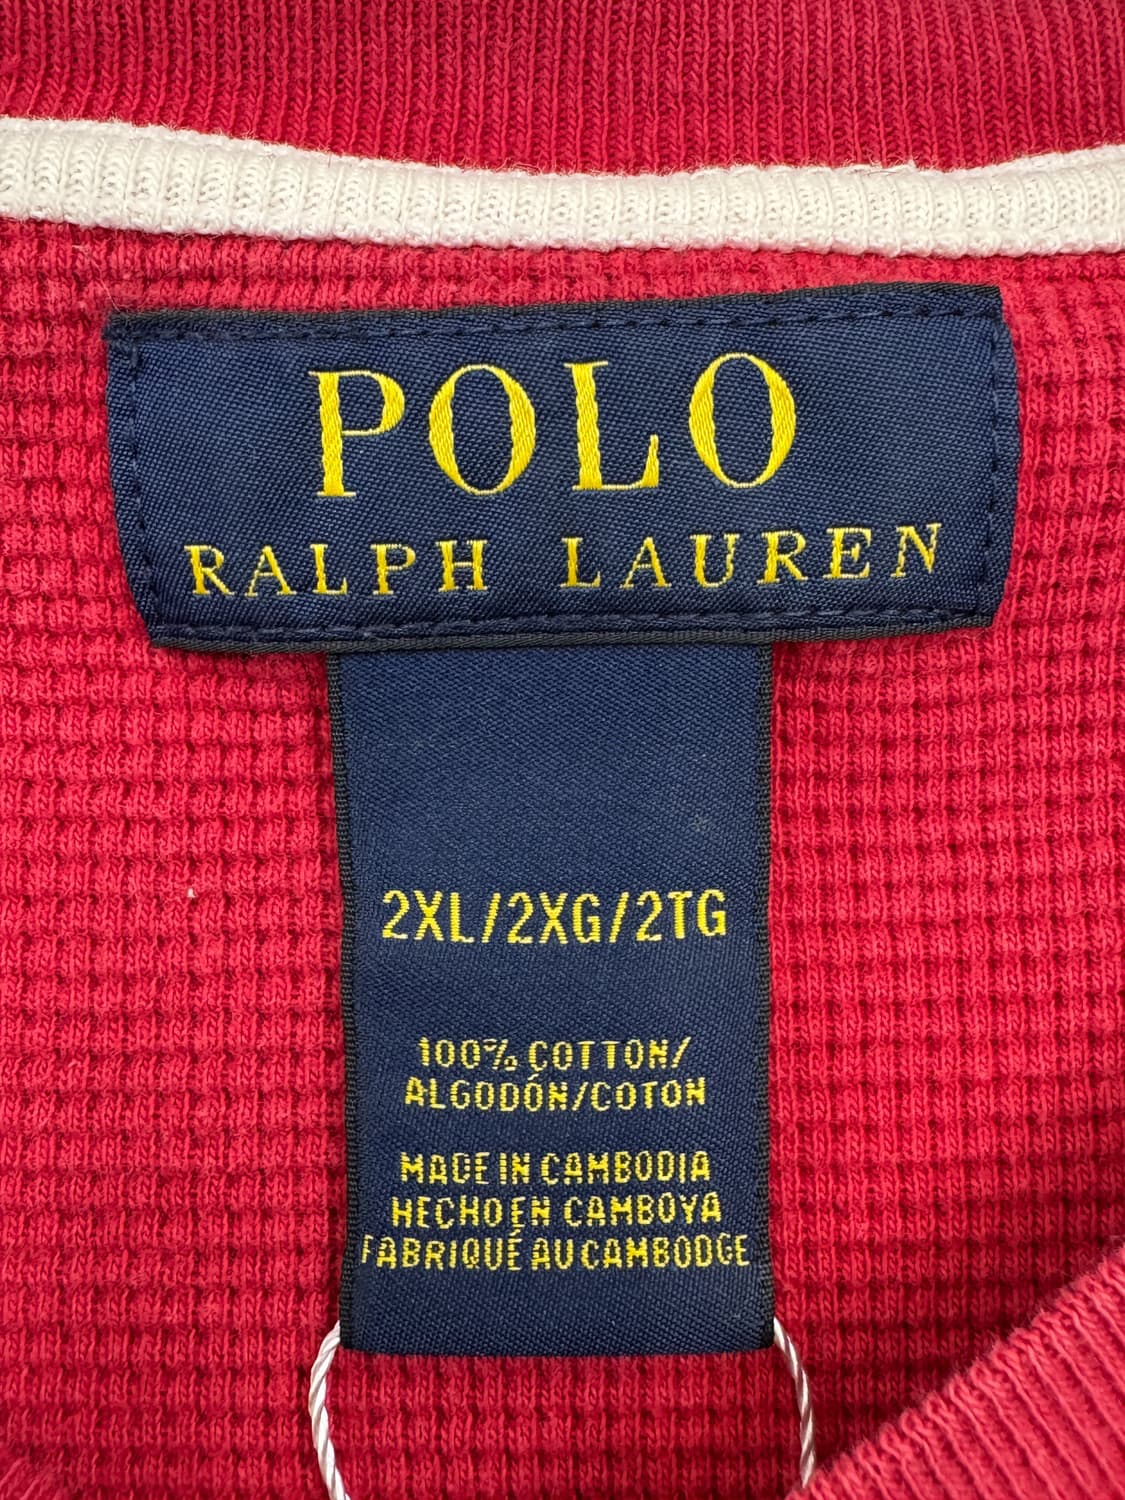 POLO
RALPH LAUREN
2XL/2XG/2TG
100% COTTON/
ALGODÓN/COTON
MADE IN CAMBODIA
HECHO EN CAMBOYA
FABRIQUÉ AU CAMBODGE